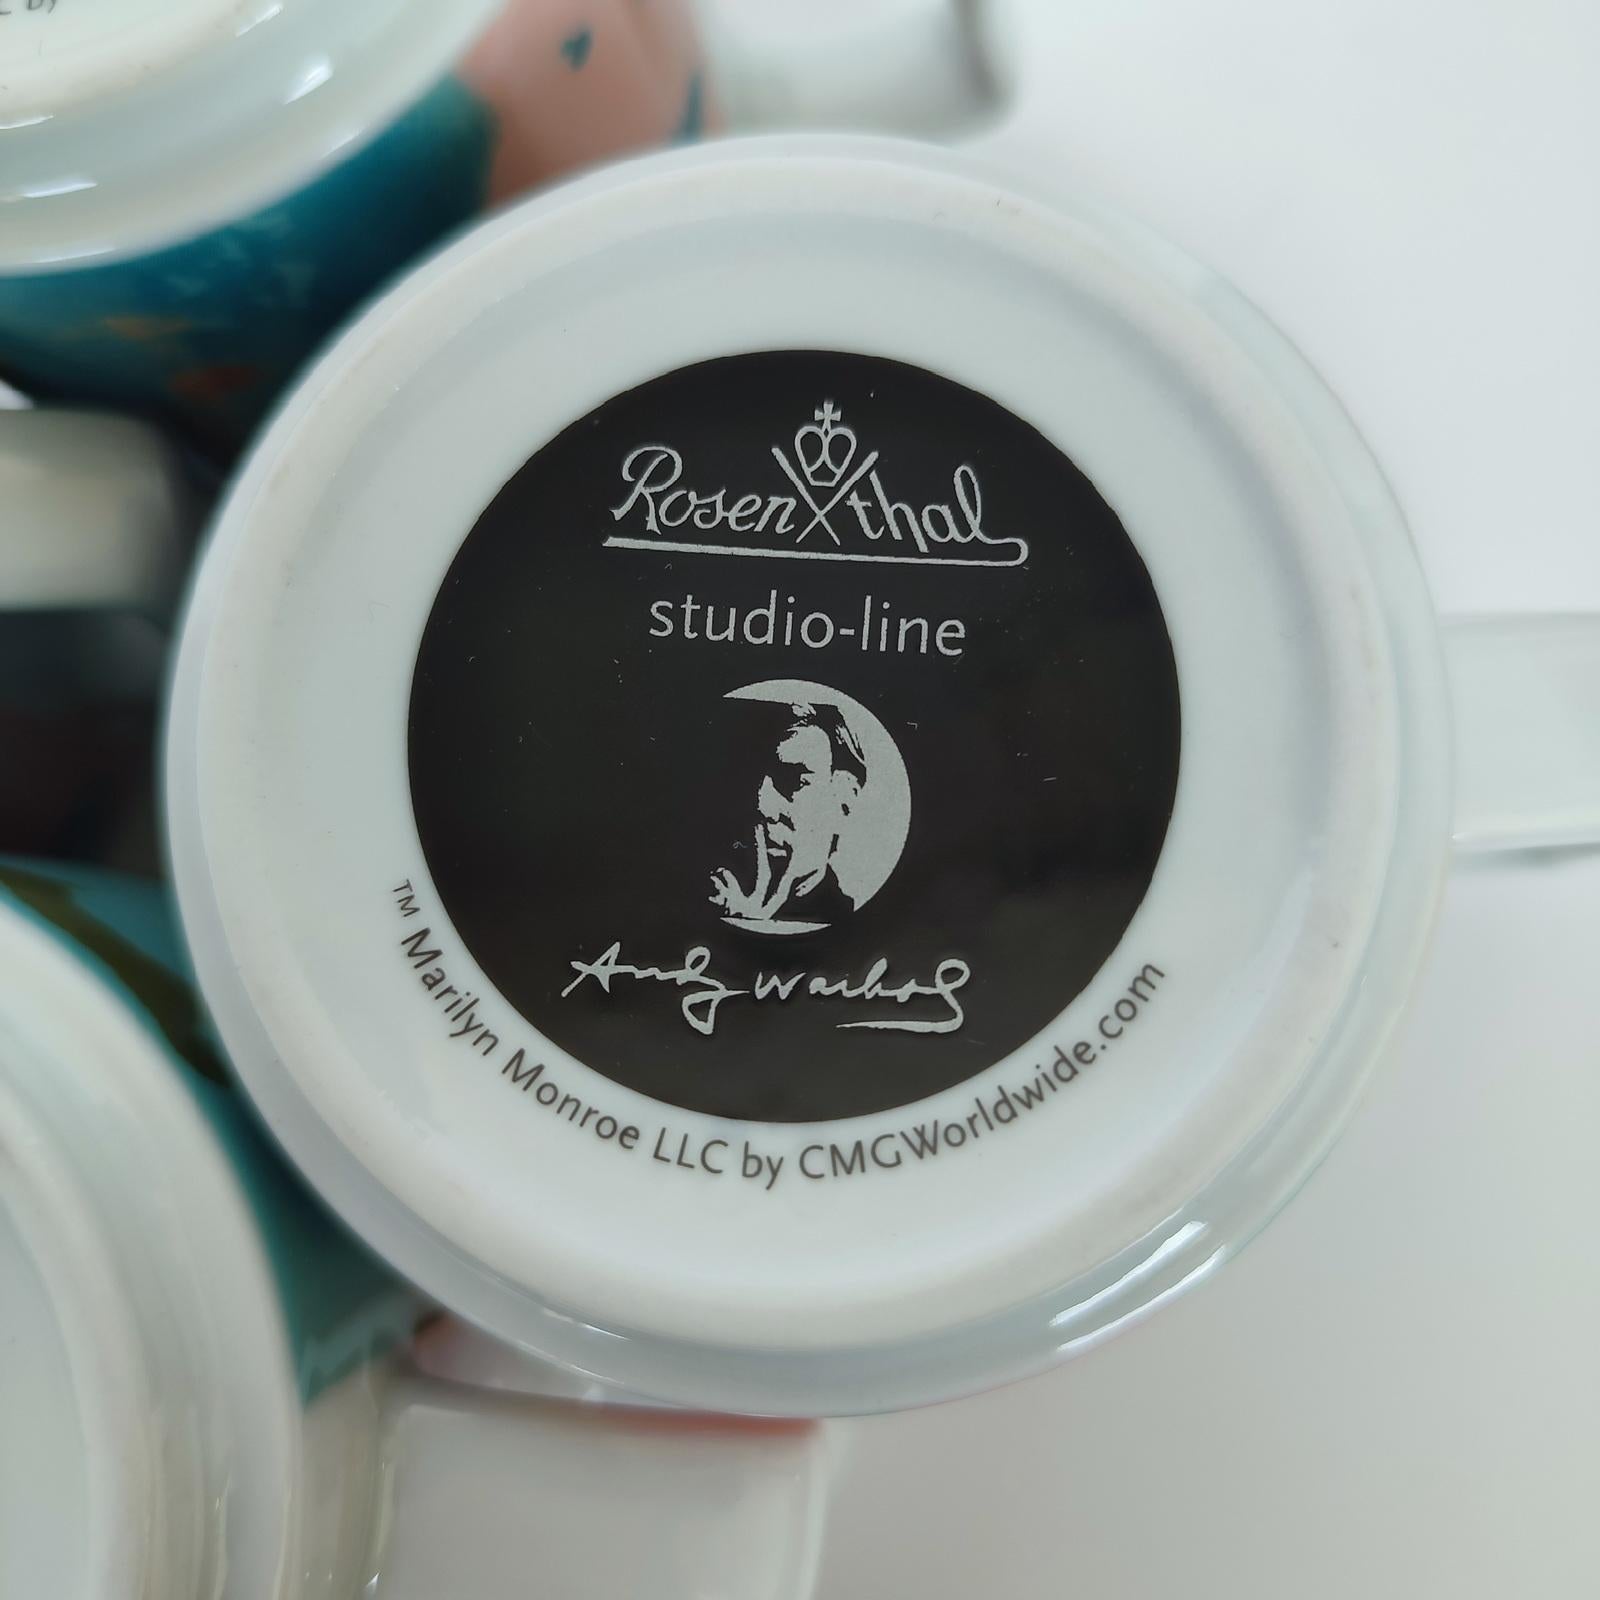 Rosenthal
studio-line
Andy Warhol
™ Marilyn Monroe LLC by CMGWorldwide.com